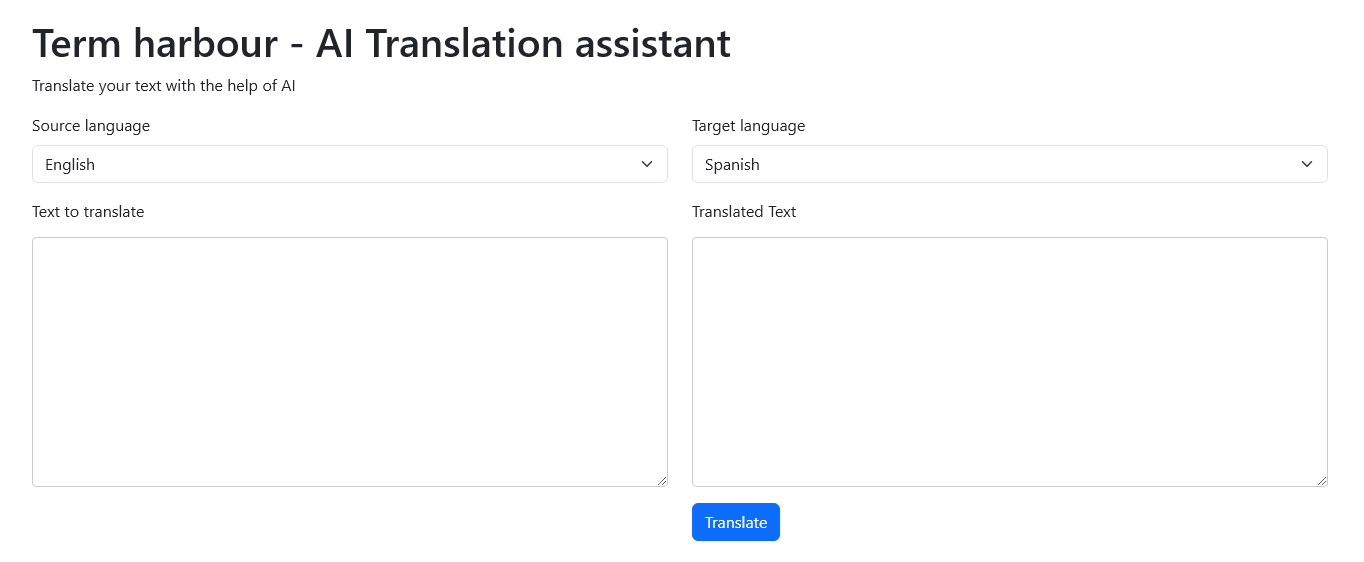 Term harbour - AI Translation assistant
Translate your text with the help of AI
Source language
Target language
English
Spanish
Text to translate
Translated Text
Translate